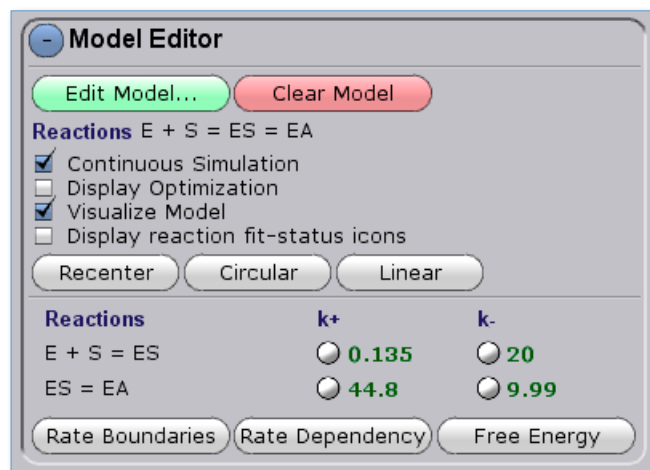 - Model Editor
Edit Model... Clear Model
Reactions E + S = ES = EA
Continuous Simulation
Display Optimization
Visualize Model
Display reaction fit-status icons
Recenter Circular Linear
Reactions k+ k-
E + S = ES 0.135 20
ES = EA 44.8 9.99
Rate Boundaries Rate Dependency Free Energy